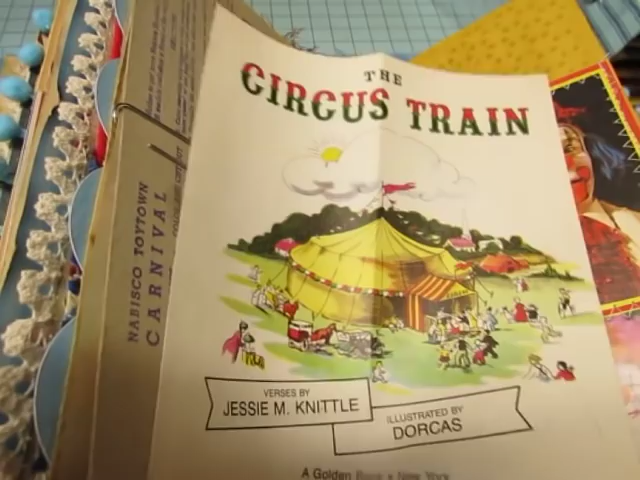 THE
CIRCUS TRAIN
VERSES BY
JESSIE M. KNITTLE
ILLUSTRATED BY
DORCAS
A Golden Book • New York
NABISCO TOYTOWN
CARNIVAL